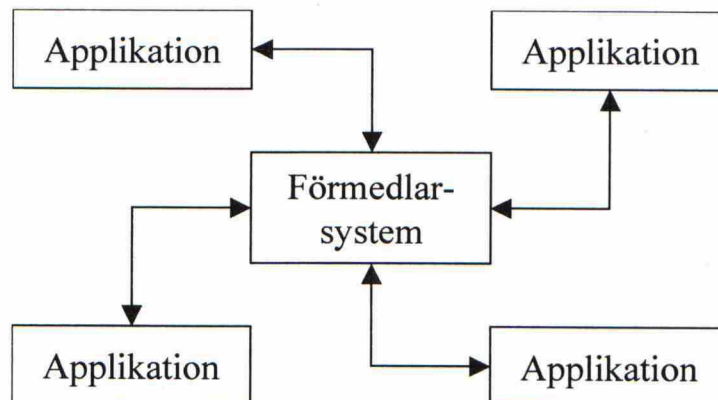 Applikation
Applikation
Förmedlar-
system
Applikation
Applikation